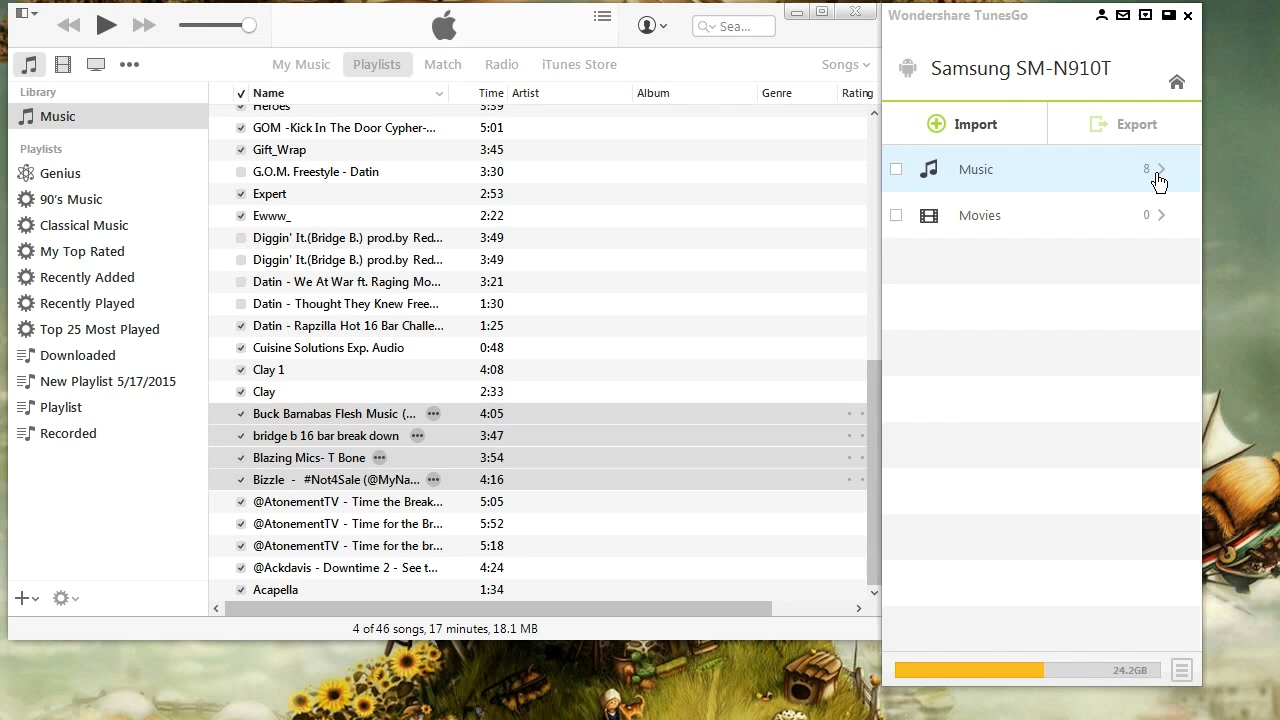 Sea...
My Music
Playlists
Match
Radio
iTunes Store
Songs
Library
Music
Playlists
Genius
90's Music
Classical Music
My Top Rated
Recently Added
Recently Played
Top 25 Most Played
Downloaded
New Playlist 5/17/2015
Playlist
Recorded
Name Time Artist Album Genre Rating
Heroes 3:59
GOM -Kick In The Door Cypher-... 5:01
Gift_Wrap 3:45
G.O.M. Freestyle - Datin 3:30
Expert 2:53
Ewww_ 2:22
Diggin' It.(Bridge B.) prod.by Red... 3:49
Diggin' It.(Bridge B.) prod.by Red... 3:49
Datin - We At War ft. Raging Mo... 3:21
Datin - Thought They Knew Free... 1:30
Datin - Rapzilla Hot 16 Bar Challe... 1:25
Cuisine Solutions Exp. Audio 0:48
Clay 1 4:08
Clay 2:33
Buck Barnabas Flesh Music (... 4:05
bridge b 16 bar break down 3:47
Blazing Mics- T Bone 3:54
Bizzle - #Not4Sale (@MyNa... 4:16
@AtonementTV - Time the Break... 5:05
@AtonementTV - Time for the Br... 5:52
@AtonementTV - Time for the br... 5:18
@Ackdavis - Downtime 2 - See t... 4:24
Acapella 1:34
4 of 46 songs, 17 minutes, 18.1 MB
Wondershare TunesGo
Samsung SM-N910T
Import
Export
Music 8
Movies 0
24.2GB